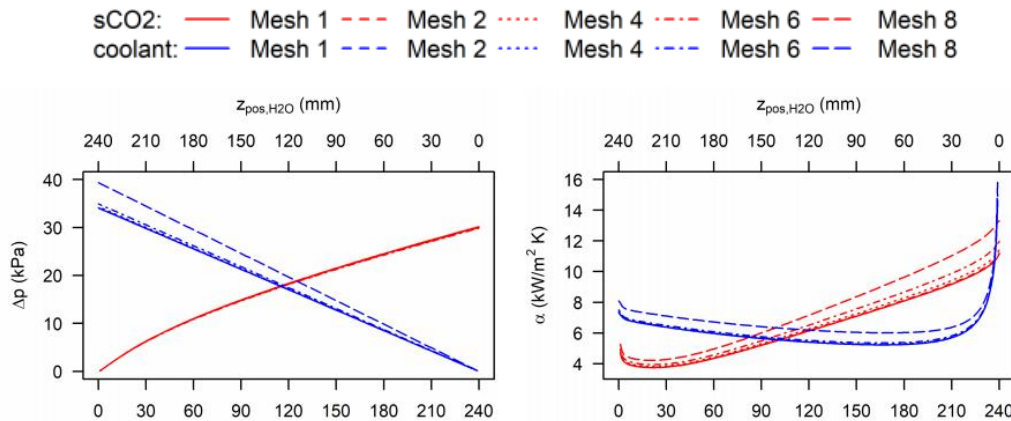 sCO2: Mesh 1 Mesh 2 Mesh 4 Mesh 6 Mesh 8
coolant: Mesh 1 Mesh 2 Mesh 4 Mesh 6 Mesh 8
zpos,H2O (mm)
240 210 180 150 120 90 60 30 0
Δp (kPa)
40
30
20
10
0
0 30 60 90 120 150 180 210 240
zpos,H2O (mm)
240 210 180 150 120 90 60 30 0
α (kW/m² K)
16
14
12
10
8
6
4
0 30 60 90 120 150 180 210 240